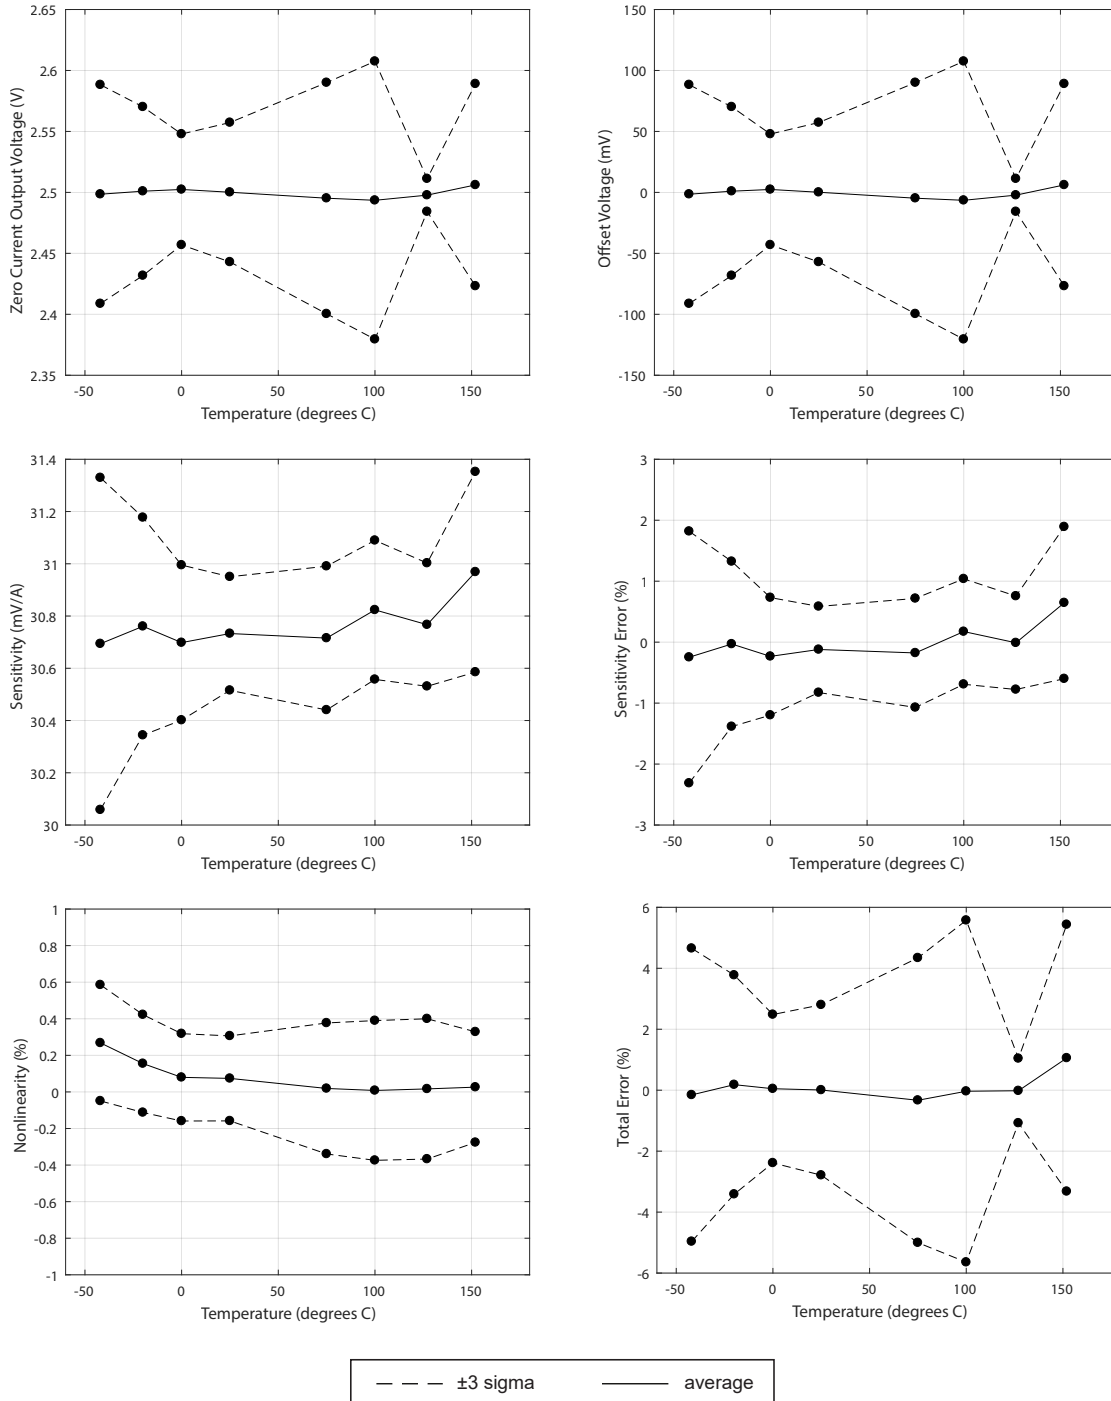 2.65
2.6
2.55
2.5
2.45
2.4
2.35
Zero Current Output Voltage (V)
-50 0 50 100 150
Temperature (degrees C)
150
100
50
0
-50
-100
-150
Offset Voltage (mV)
-50 0 50 100 150
Temperature (degrees C)
31.4
31.2
31
30.8
30.6
30.4
30.2
30
Sensitivity (mV/A)
-50 0 50 100 150
Temperature (degrees C)
3
2
1
0
-1
-2
-3
Sensitivity Error (%)
-50 0 50 100 150
Temperature (degrees C)
1
0.8
0.6
0.4
0.2
0
-0.2
-0.4
-0.6
-0.8
-1
Nonlinearity (%)
-50 0 50 100 150
Temperature (degrees C)
6
4
2
0
-2
-4
-6
Total Error (%)
-50 0 50 100 150
Temperature (degrees C)
±3 sigma average